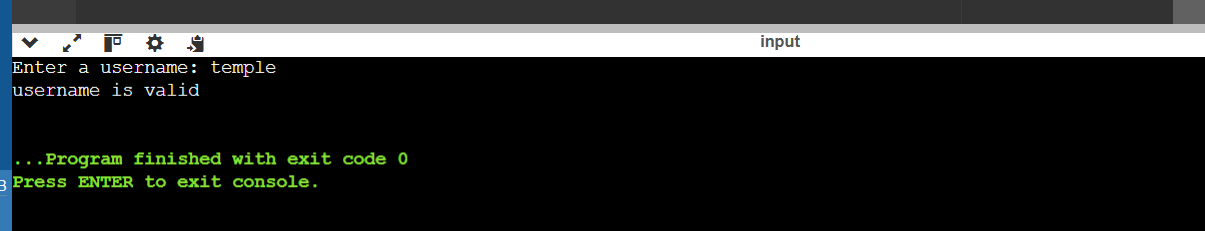 input
Enter a username: temple
username is valid
...Program finished with exit code 0
Press ENTER to exit console.